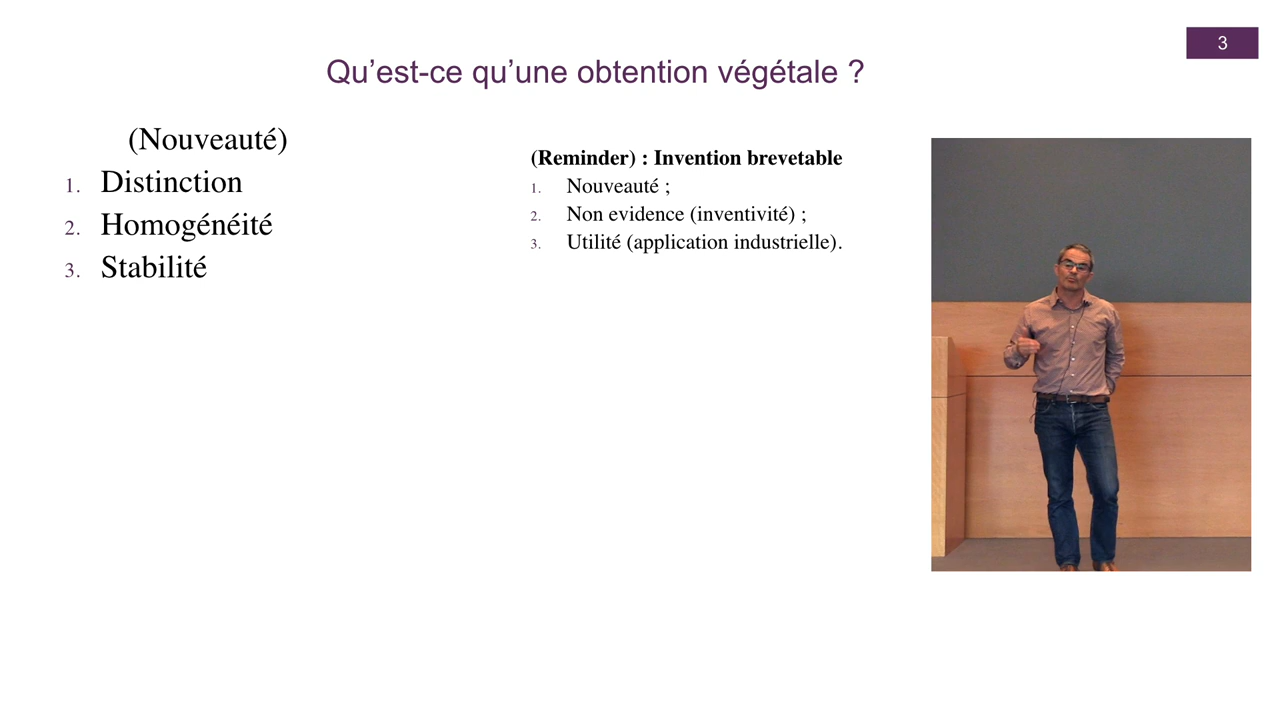 3
Qu’est-ce qu’une obtention végétale ?
(Nouveauté)
1. Distinction
2. Homogénéité
3. Stabilité
(Reminder) : Invention brevetable
1. Nouveauté ;
2. Non evidence (inventivité) ;
3. Utilité (application industrielle).